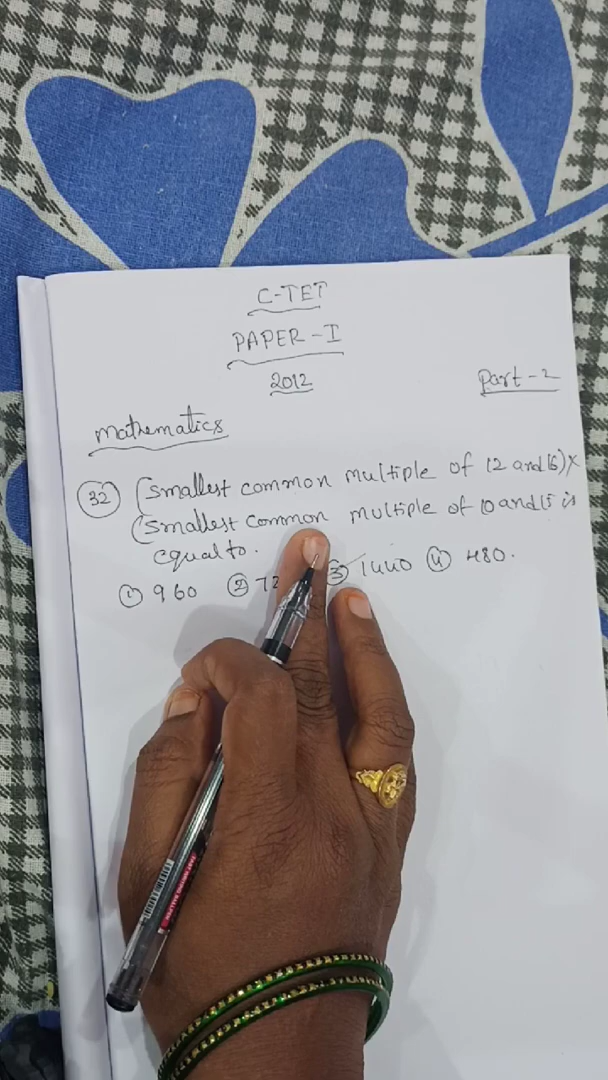 C-TET
PAPER-I
2012
Part-2
Mathematics
32 (Smallest common multiple of 12 and 16) x
(Smallest common multiple of 10 and 15 is
equal to.
① 960 ② ③ 1440 ④ 480.